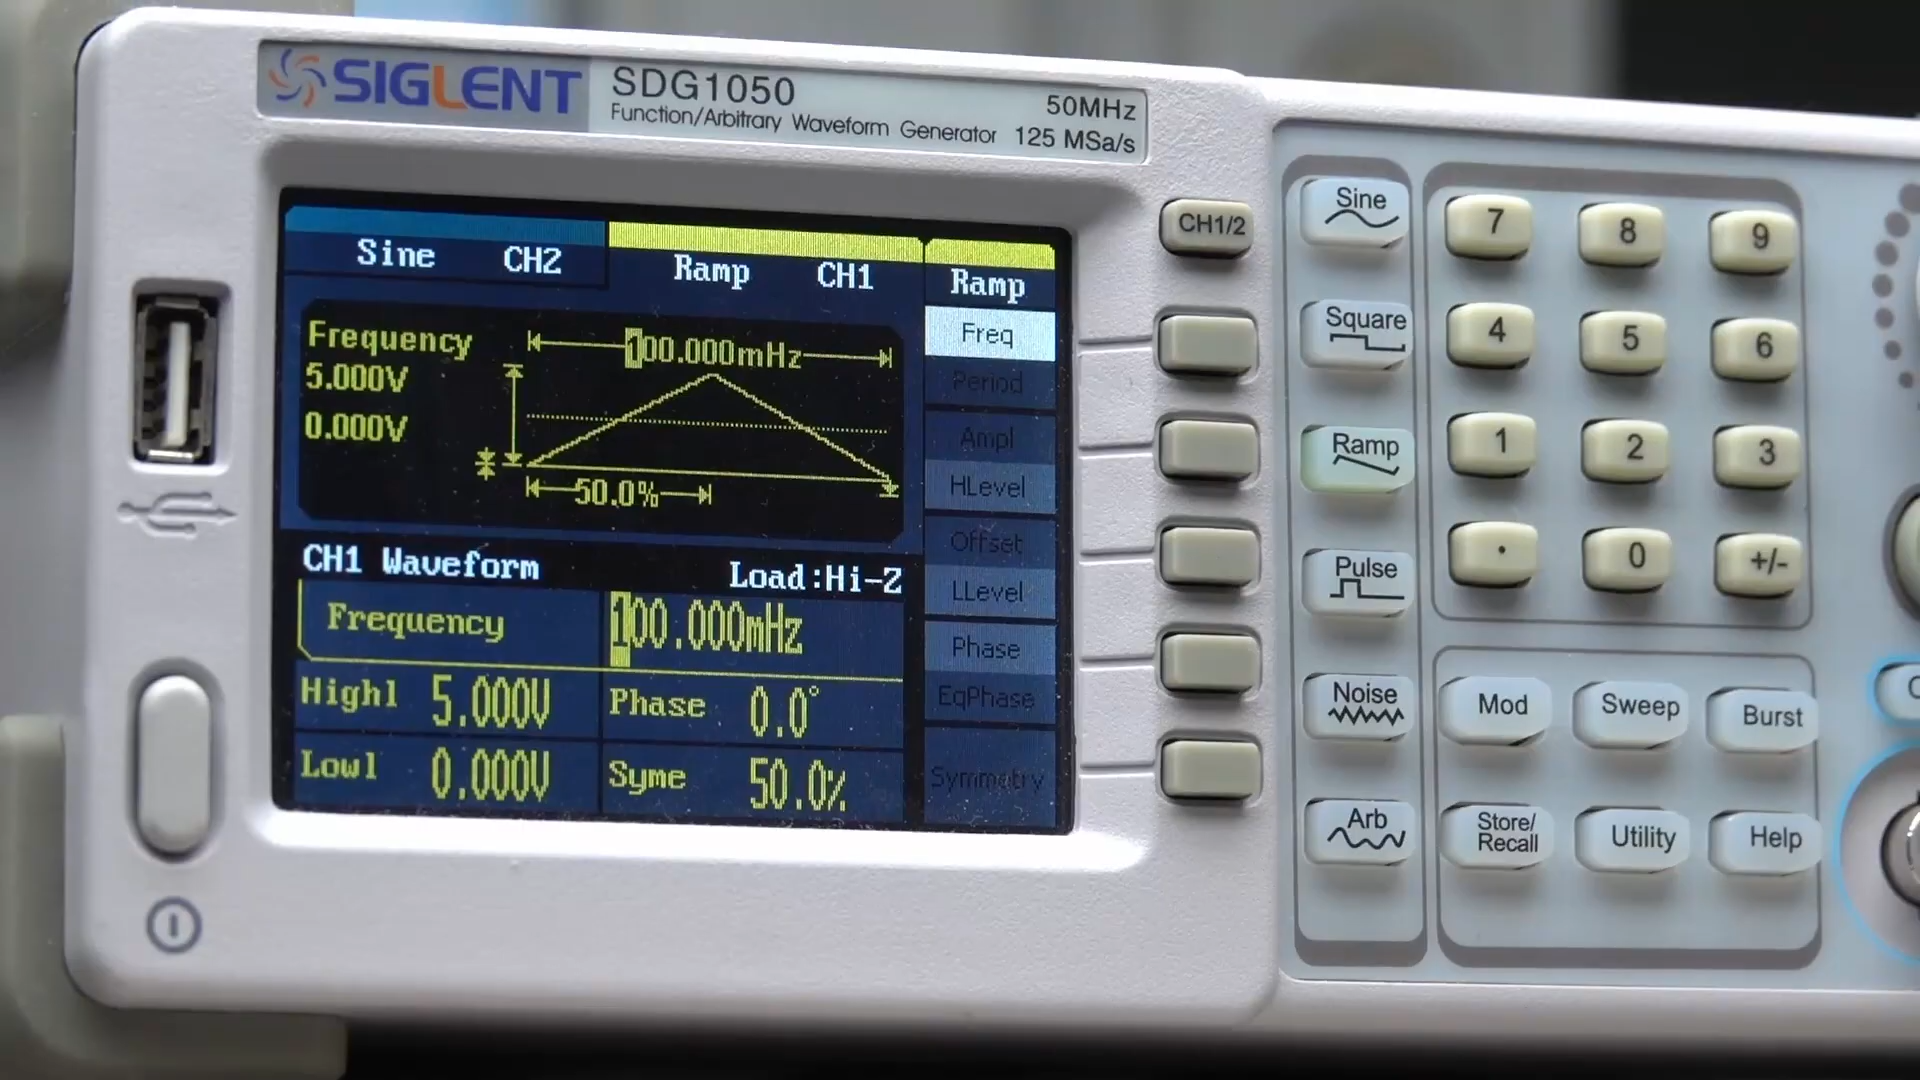 SIGLENT
SDG1050
50MHz
Function/Arbitrary Waveform Generator 125 MSa/s
Sine CH2
Ramp CH1
Ramp
Frequency
100.000mHz
5.000V
0.000V
50.0%
Freq
Period
Ampl
HLevel
Offset
LLevel
Phase
EqPhase
Symmetry
CH1 Waveform
Load:Hi-Z
Frequency 100.000mHz
Highl 5.000V Phase 0.0°
Lowl 0.000V Syme 50.0%
CH1/2
Sine
Square
Ramp
Pulse
Noise
Arb
7 8 9
4 5 6
1 2 3
. 0 +/-
Mod Sweep Burst
Store/
Recall
Utility Help